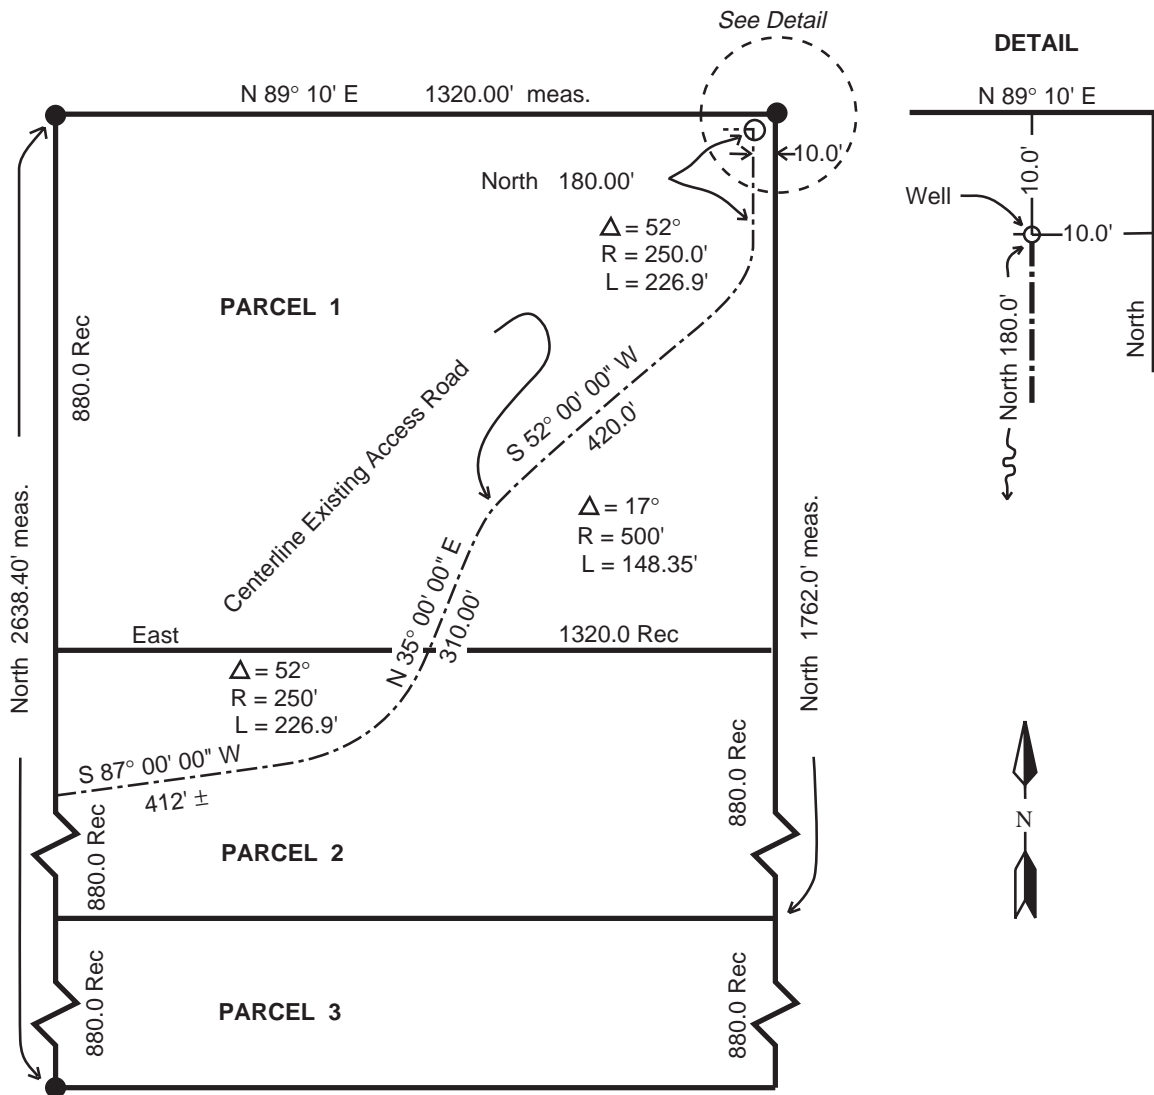 See Detail
DETAIL
N 89° 10' E 1320.00' meas.
N 89° 10' E
10.0'
North 180.00'
10.0'
Well
10.0'
North 180.0'
North
Δ = 52°
R = 250.0'
L = 226.9'
PARCEL 1
880.0 Rec
Centerline Existing Access Road
S 52° 00' 00" W
420.0'
Δ = 17°
R = 500'
L = 148.35'
N 35° 00' 00" E
310.00'
North 2638.40' meas.
North 1762.0' meas.
East 1320.0 Rec
Δ = 52°
R = 250'
L = 226.9'
S 87° 00' 00" W
412' ±
880.0 Rec
880.0 Rec
N
PARCEL 2
880.0 Rec
880.0 Rec
PARCEL 3